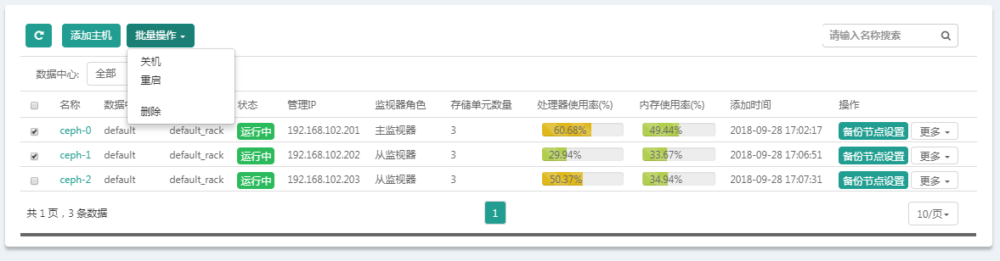 添加主机 批量操作 请输入名称搜索
关机
数据中心: 全部
重启
删除
名称 数据中 状态 管理IP 监视器角色 存储单元数量 处理器使用率(%) 内存使用率(%) 添加时间 操作
ceph-0 default default_rack 运行中 192.168.102.201 主监视器 3 60.68% 49.44% 2018-09-28 17:02:17 备份节点设置 更多
ceph-1 default default_rack 运行中 192.168.102.202 从监视器 3 29.94% 33.67% 2018-09-28 17:06:51 备份节点设置 更多
ceph-2 default default_rack 运行中 192.168.102.203 从监视器 3 50.37% 34.94% 2018-09-28 17:07:31 备份节点设置 更多
共 1 页，3 条数据 1 10/页